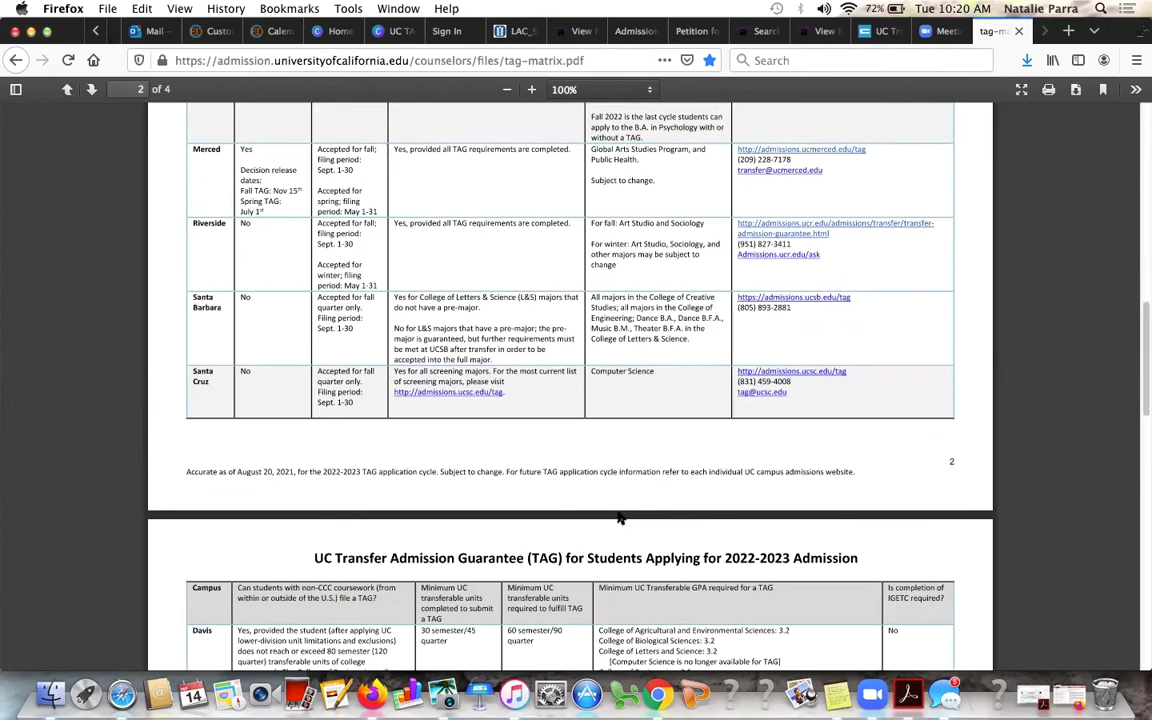 Firefox File Edit View History Bookmarks Tools Window Help 72% Tue 10:20 AM Natalie Parra
Mail – Custo Calen Home UC TA Sign In LAC_S View F Admission Petition fo Search View F UC Tra Meeti tag-m
https://admission.universityofcalifornia.edu/counselors/files/tag-matrix.pdf Search
2 of 4 100%
Fall 2022 is the last cycle students can
apply to the B.A. in Psychology with or
without a TAG.
Merced
Yes
Decision release
dates:
Fall TAG: Nov 15th
Spring TAG:
July 1st
Accepted for fall;
filing period:
Sept. 1-30
Accepted for
spring; filing
period: May 1-31
Yes, provided all TAG requirements are completed.
Global Arts Studies Program, and
Public Health.
Subject to change.
http://admissions.ucmerced.edu/tag
(209) 228-7178
transfer@ucmerced.edu
Riverside
No
Accepted for fall;
filing period:
Sept. 1-30
Accepted for
winter; filing
period: May 1-31
Yes, provided all TAG requirements are completed.
For fall: Art Studio and Sociology
For winter: Art Studio, Sociology, and
other majors may be subject to
change
http://admissions.ucr.edu/admissions/transfer/transfer-
admission-guarantee.html
(951) 827-3411
Admissions.ucr.edu/ask
Santa
Barbara
No
Accepted for fall
quarter only.
Filing period:
Sept. 1-30
Yes for College of Letters & Science (L&S) majors that
do not have a pre-major.
No for L&S majors that have a pre-major; the pre-
major is guaranteed, but further requirements must
be met at UCSB after transfer in order to be
accepted into the full major.
All majors in the College of Creative
Studies; all majors in the College of
Engineering; Dance B.A., Dance B.F.A.,
Music B.M., Theater B.F.A. in the
College of Letters & Science.
https://admissions.ucsb.edu/tag
(805) 893-2881
Santa
Cruz
No
Accepted for fall
quarter only.
Filing period:
Sept. 1-30
Yes for all screening majors. For the most current list
of screening majors, please visit
http://admissions.ucsc.edu/tag.
Computer Science
http://admissions.ucsc.edu/tag
(831) 459-4008
tag@ucsc.edu
2
Accurate as of August 20, 2021, for the 2022-2023 TAG application cycle. Subject to change. For future TAG application cycle information refer to each individual UC campus admissions website.
UC Transfer Admission Guarantee (TAG) for Students Applying for 2022-2023 Admission
Campus
Can students with non-CCC coursework (from
within or outside of the U.S.) file a TAG?
Minimum UC
transferable units
completed to submit
a TAG
Minimum UC
transferable units
required to fulfill TAG
Minimum UC Transferable GPA required for a TAG
Is completion of
IGETC required?
Davis
Yes, provided the student (after applying UC
lower-division unit limitations and exclusions)
does not reach or exceed 80 semester (120
quarter) transferable units of college
30 semester/45
quarter
60 semester/90
quarter
College of Agricultural and Environmental Sciences: 3.2
College of Biological Sciences: 3.2
College of Letters and Science: 3.2
[Computer Science is no longer available for TAG]
No
SEP
14
5